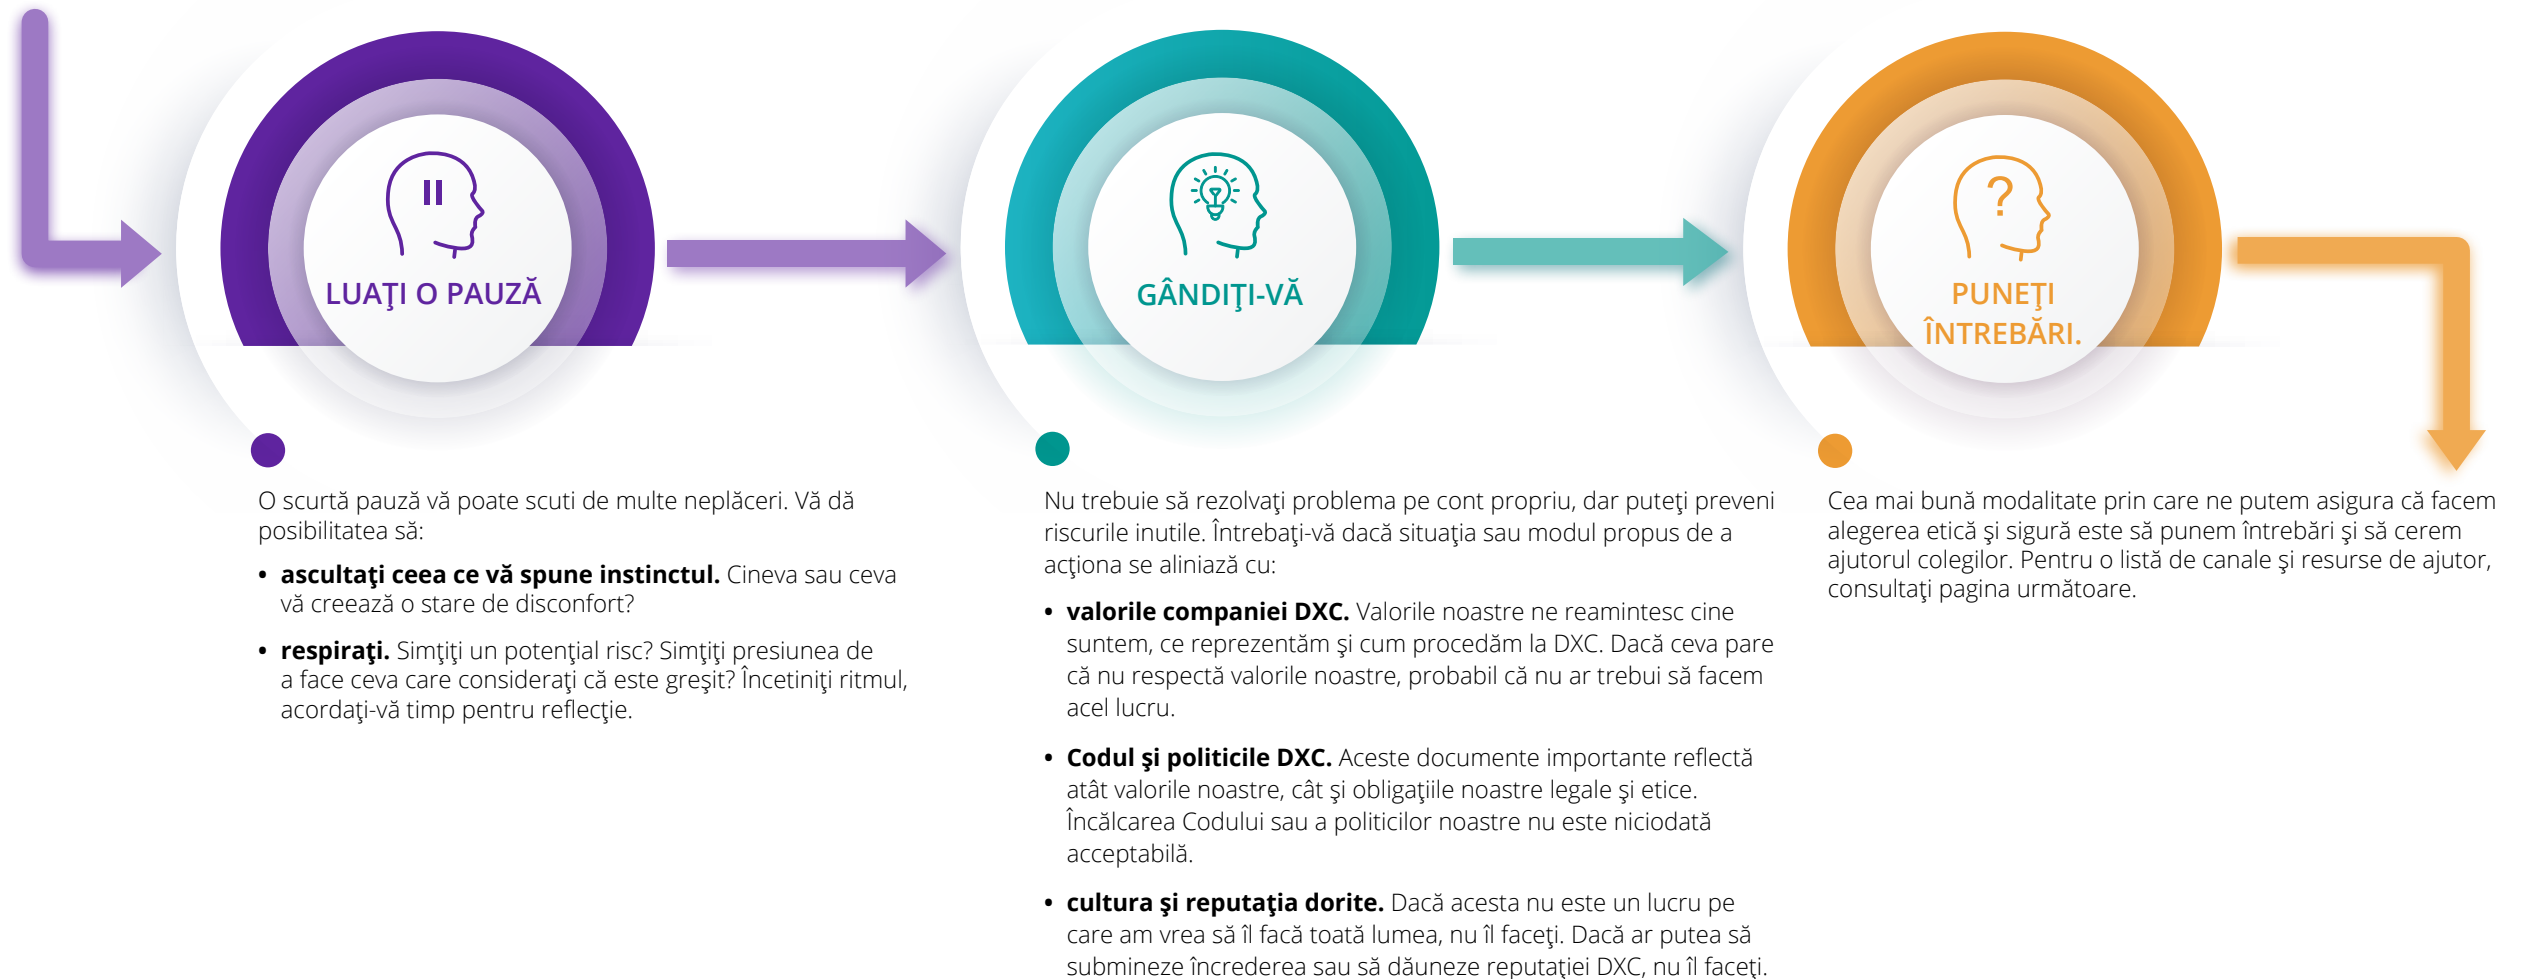 LUAŢI O PAUZĂ
O scurtă pauză vă poate scuti de multe neplăceri. Vă dă
posibilitatea să:
• ascultaţi ceea ce vă spune instinctul. Cineva sau ceva
vă creează o stare de disconfort?
• respiraţi. Simţiţi un potenţial risc? Simţiţi presiunea de
a face ceva care consideraţi că este greşit? Încetiniţi ritmul,
acordaţi-vă timp pentru reflecţie.
GÂNDIŢI-VĂ
Nu trebuie să rezolvaţi problema pe cont propriu, dar puteţi preveni
riscurile inutile. Întrebaţi-vă dacă situaţia sau modul propus de a
acţiona se aliniază cu:
• valorile companiei DXC. Valorile noastre ne reamintesc cine
suntem, ce reprezentăm şi cum procedăm la DXC. Dacă ceva pare
că nu respectă valorile noastre, probabil că nu ar trebui să facem
acel lucru.
• Codul şi politicile DXC. Aceste documente importante reflectă
atât valorile noastre, cât şi obligaţiile noastre legale şi etice.
Încălcarea Codului sau a politicilor noastre nu este niciodată
acceptabilă.
• cultura şi reputaţia dorite. Dacă acesta nu este un lucru pe
care am vrea să îl facă toată lumea, nu îl faceţi. Dacă ar putea să
submineze încrederea sau să dăuneze reputaţiei DXC, nu îl faceţi.
?
PUNEŢI
ÎNTREBĂRI.
Cea mai bună modalitate prin care ne putem asigura că facem
alegerea etică şi sigură este să punem întrebări şi să cerem
ajutorul colegilor. Pentru o listă de canale şi resurse de ajutor,
consultaţi pagina următoare.